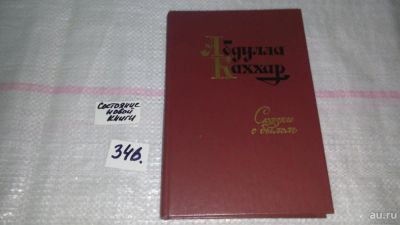 Абдулла
Каххар
Сказки
о былом
Состояние
новой
книги
346.
au.ru